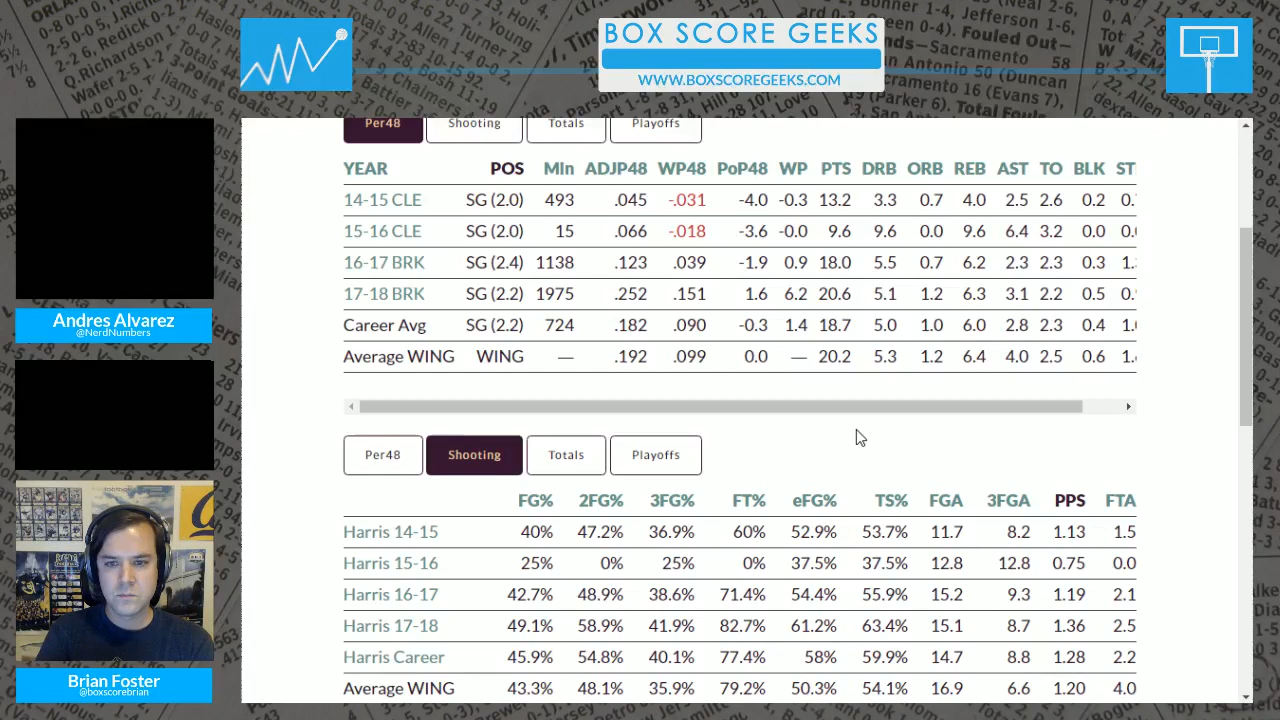 BOX SCORE GEEKS
WWW.BOXSCOREGEEKS.COM
Per48 Shooting Totals Playoffs
YEAR POS MIn ADJP48 WP48 PoP48 WP PTS DRB ORB REB AST TO BLK
14-15 CLE SG (2.0) 493 .045 -.031 -4.0 -0.3 13.2 3.3 0.7 4.0 2.5 2.6 0.2
15-16 CLE SG (2.0) 15 .066 -.018 -3.6 -0.0 9.6 9.6 0.0 9.6 6.4 3.2 0.0
16-17 BRK SG (2.4) 1138 .123 .039 -1.9 0.9 18.0 5.5 0.7 6.2 2.3 2.3 0.3
17-18 BRK SG (2.2) 1975 .252 .151 1.6 6.2 20.6 5.1 1.2 6.3 3.1 2.2 0.5
Career Avg SG (2.2) 724 .182 .090 -0.3 1.4 18.7 5.0 1.0 6.0 2.8 2.3 0.4
Average WING WING — .192 .099 0.0 — 20.2 5.3 1.2 6.4 4.0 2.5 0.6
Per48 Shooting Totals Playoffs
FG% 2FG% 3FG% FT% eFG% TS% FGA 3FGA PPS FTA
Harris 14-15 40% 47.2% 36.9% 60% 52.9% 53.7% 11.7 8.2 1.13 1.5
Harris 15-16 25% 0% 25% 0% 37.5% 37.5% 12.8 12.8 0.75 0.0
Harris 16-17 42.7% 48.9% 38.6% 71.4% 54.4% 55.9% 15.2 9.3 1.19 2.1
Harris 17-18 49.1% 58.9% 41.9% 82.7% 61.2% 63.4% 15.1 8.7 1.36 2.5
Harris Career 45.9% 54.8% 40.1% 77.4% 58% 59.9% 14.7 8.8 1.28 2.2
Average WING 43.3% 48.1% 35.9% 79.2% 50.3% 54.1% 16.9 6.6 1.20 4.0
Andres Alvarez
@NerdNumbers
Brian Foster
@boxscorebrian